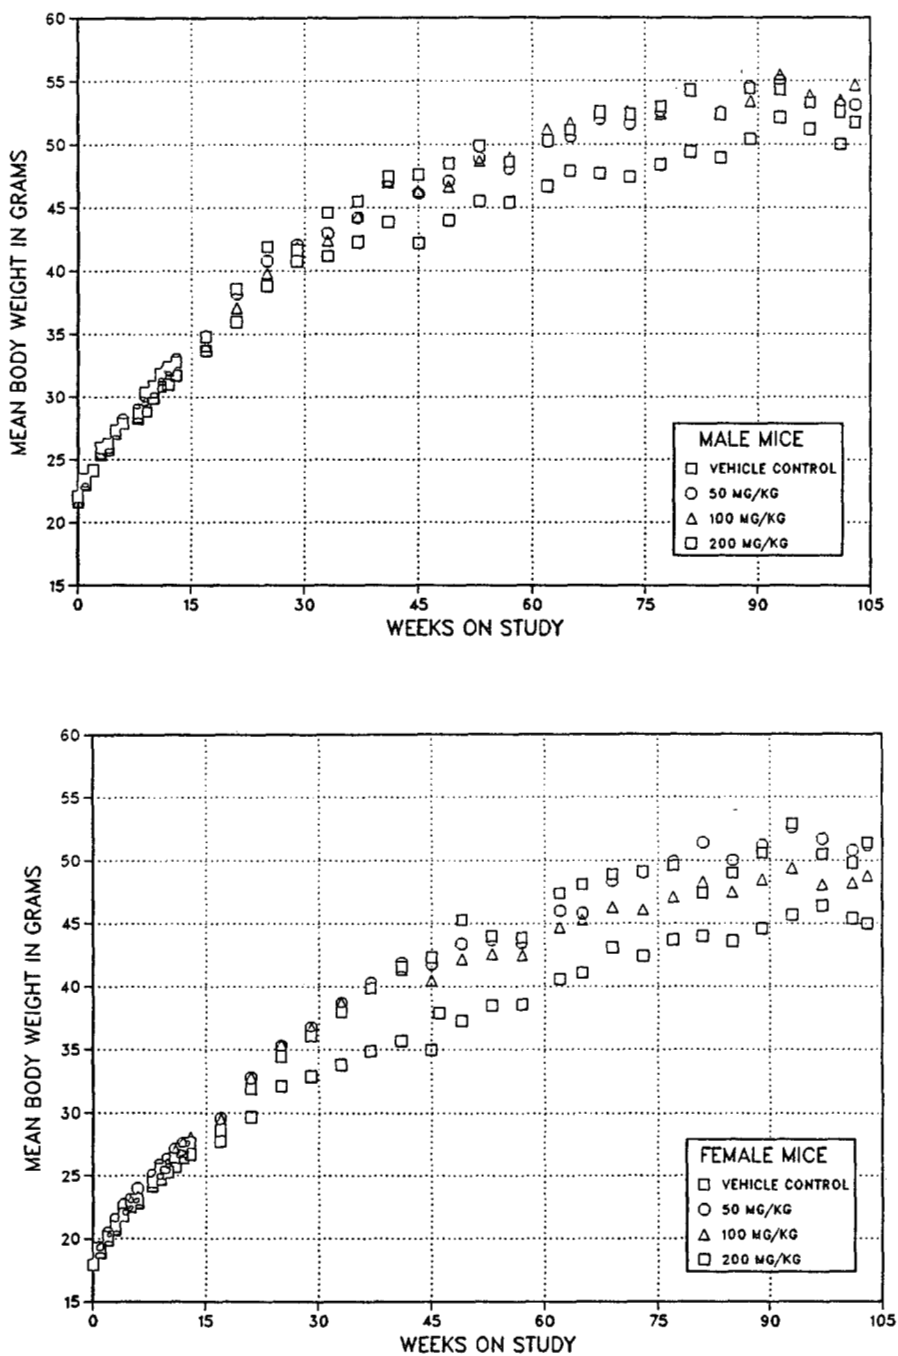 60
55
50
45
40
35
30
25
20
15
MEAN BODY WEIGHT IN GRAMS
MALE MICE
VEHICLE CONTROL
50 MG/KG
100 MG/KG
200 MG/KG
0 15 30 45 60 75 90 105
WEEKS ON STUDY
60
55
50
45
40
35
30
25
20
15
MEAN BODY WEIGHT IN GRAMS
FEMALE MICE
VEHICLE CONTROL
50 MG/KG
100 MG/KG
200 MG/KG
0 15 30 45 60 75 90 105
WEEKS ON STUDY